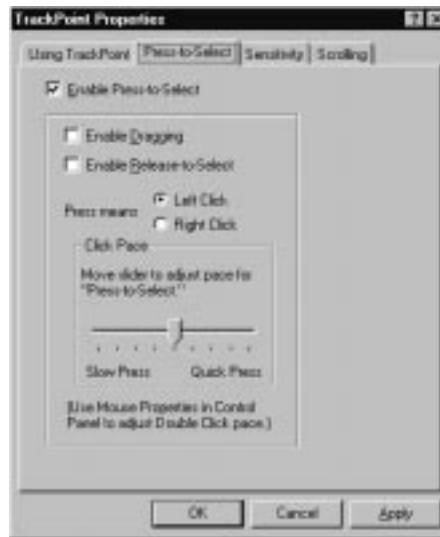 TrackPoint Properties
Using TrackPoint Press-to-Select Sensitivity Scrolling
Enable Press-to-Select
Enable Dragging
Enable Release-to-Select
Press means
Left Click
Right Click
Click Pace
Move slider to adjust pace for
"Press-to-Select."
Slow Press Quick Press
(Use Mouse Properties in Control
Panel to adjust Double Click pace.)
OK Cancel Apply